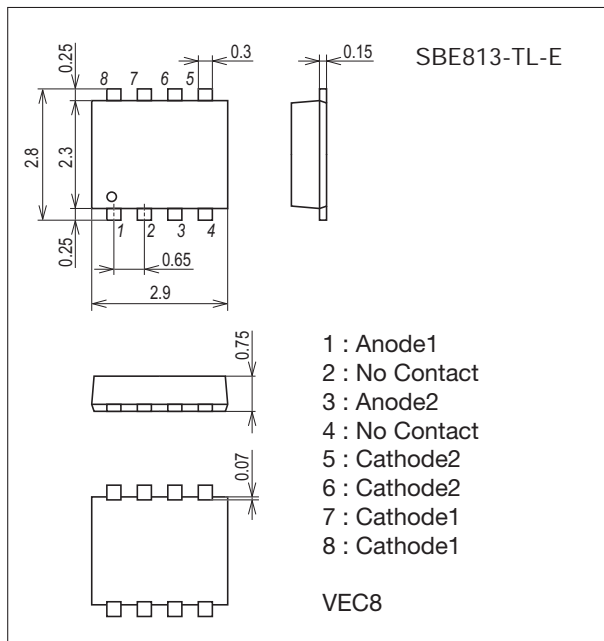 0.3
0.15
SBE813-TL-E
0.25
8 7 6 5
2.8
2.3
0.25
1 2 3 4
0.65
2.9
0.75
0.07
1 : Anode1
2 : No Contact
3 : Anode2
4 : No Contact
5 : Cathode2
6 : Cathode2
7 : Cathode1
8 : Cathode1
VEC8